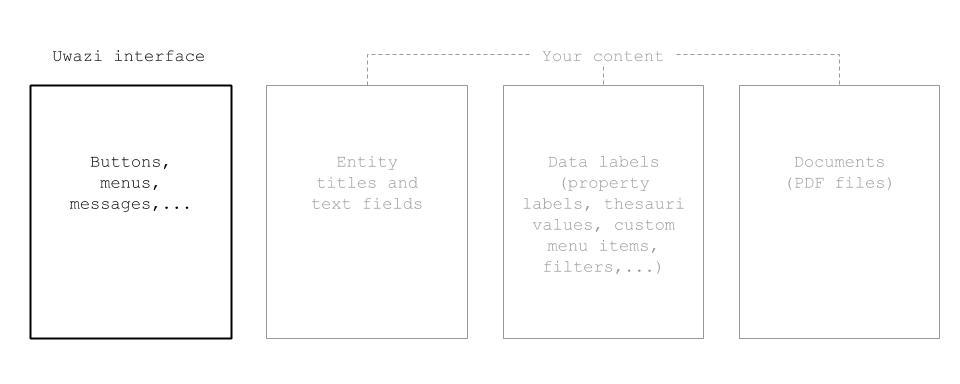 Uwazi interface
Your content
Buttons,
menus,
messages,...
Entity
titles and
text fields
Data labels
(property
labels, thesauri
values, custom
menu items,
filters,...)
Documents
(PDF files)